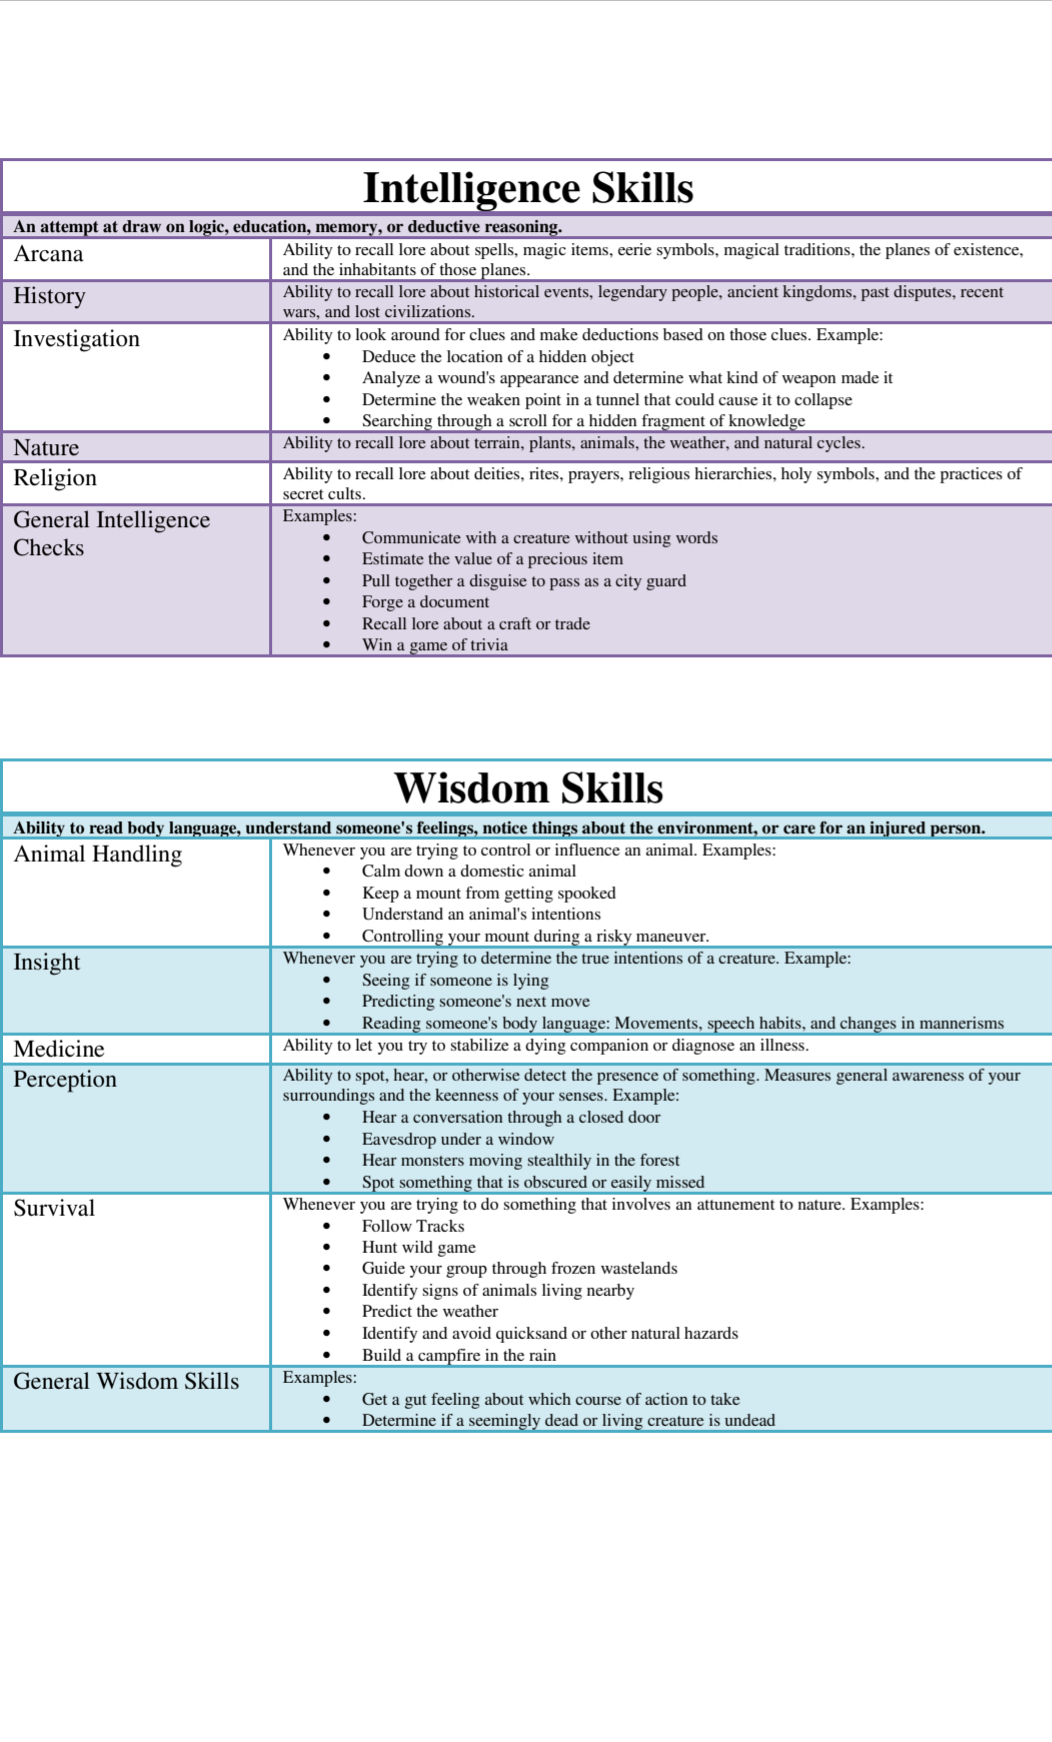 Intelligence Skills
An attempt at draw on logic, education, memory, or deductive reasoning.
Arcana
Ability to recall lore about spells, magic items, eerie symbols, magical traditions, the planes of existence,
and the inhabitants of those planes.
History
Ability to recall lore about historical events, legendary people, ancient kingdoms, past disputes, recent
wars, and lost civilizations.
Investigation
Ability to look around for clues and make deductions based on those clues. Example:
• Deduce the location of a hidden object
• Analyze a wound's appearance and determine what kind of weapon made it
• Determine the weaken point in a tunnel that could cause it to collapse
• Searching through a scroll for a hidden fragment of knowledge
Nature
Ability to recall lore about terrain, plants, animals, the weather, and natural cycles.
Religion
Ability to recall lore about deities, rites, prayers, religious hierarchies, holy symbols, and the practices of
secret cults.
General Intelligence
Checks
Examples:
• Communicate with a creature without using words
• Estimate the value of a precious item
• Pull together a disguise to pass as a city guard
• Forge a document
• Recall lore about a craft or trade
• Win a game of trivia
Wisdom Skills
Ability to read body language, understand someone's feelings, notice things about the environment, or care for an injured person.
Animal Handling
Whenever you are trying to control or influence an animal. Examples:
• Calm down a domestic animal
• Keep a mount from getting spooked
• Understand an animal's intentions
• Controlling your mount during a risky maneuver.
Insight
Whenever you are trying to determine the true intentions of a creature. Example:
• Seeing if someone is lying
• Predicting someone's next move
• Reading someone's body language: Movements, speech habits, and changes in mannerisms
Medicine
Ability to let you try to stabilize a dying companion or diagnose an illness.
Perception
Ability to spot, hear, or otherwise detect the presence of something. Measures general awareness of your
surroundings and the keenness of your senses. Example:
• Hear a conversation through a closed door
• Eavesdrop under a window
• Hear monsters moving stealthily in the forest
• Spot something that is obscured or easily missed
Survival
Whenever you are trying to do something that involves an attunement to nature. Examples:
• Follow Tracks
• Hunt wild game
• Guide your group through frozen wastelands
• Identify signs of animals living nearby
• Predict the weather
• Identify and avoid quicksand or other natural hazards
• Build a campfire in the rain
General Wisdom Skills
Examples:
• Get a gut feeling about which course of action to take
• Determine if a seemingly dead or living creature is undead